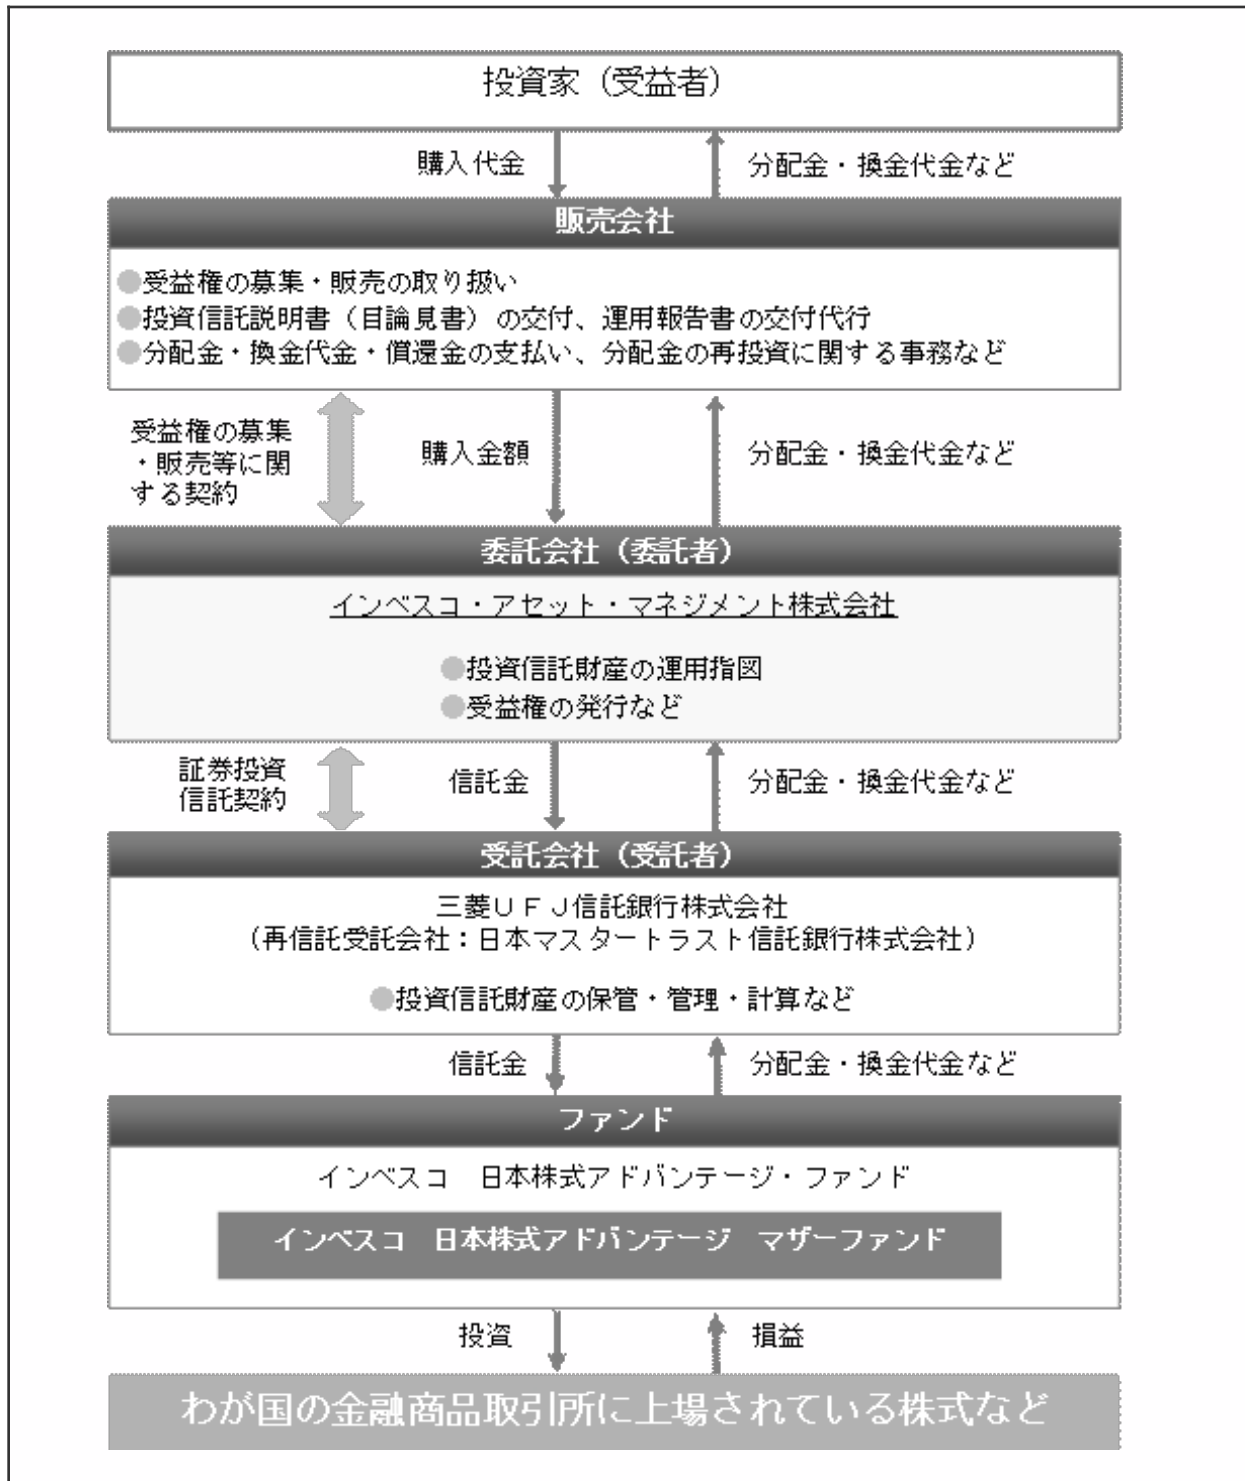 投資家（受益者）
購入代金
分配金・換金代金など
販売会社
●受益権の募集・販売の取り扱い
●投資信託説明書（目論見書）の交付、運用報告書の交付代行
●分配金・換金代金・償還金の支払い、分配金の再投資に関する事務など
受益権の募集
・販売等に関
する契約
購入金額
分配金・換金代金など
委託会社（委託者）
インベスコ・アセット・マネジメント株式会社
●投資信託財産の運用指図
●受益権の発行など
証券投資
信託契約
信託金
分配金・換金代金など
受託会社（受託者）
三菱ＵＦＪ信託銀行株式会社
（再信託受託会社：日本マスタートラスト信託銀行株式会社）
●投資信託財産の保管・管理・計算など
信託金
分配金・換金代金など
ファンド
インベスコ　日本株式アドバンテージ・ファンド
インベスコ　日本株式アドバンテージ　マザーファンド
投資
損益
わが国の金融商品取引所に上場されている株式など